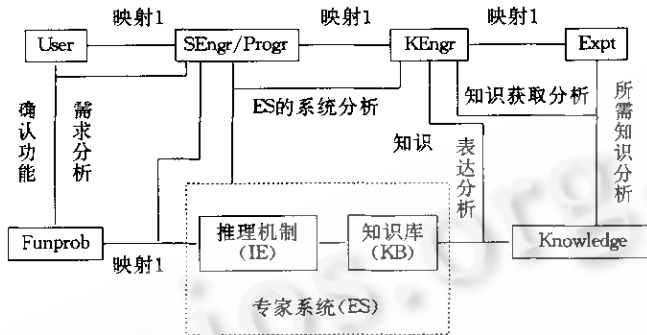 映射1
映射1
映射1
User
SEngr/Progr
KEngr
Expt
确认功能
需求分析
ES的系统分析
知识获取分析
所需知识分析
知识
表达分析
Funprob
推理机制
(IE)
知识库
(KB)
Knowledge
映射1
专家系统(ES)